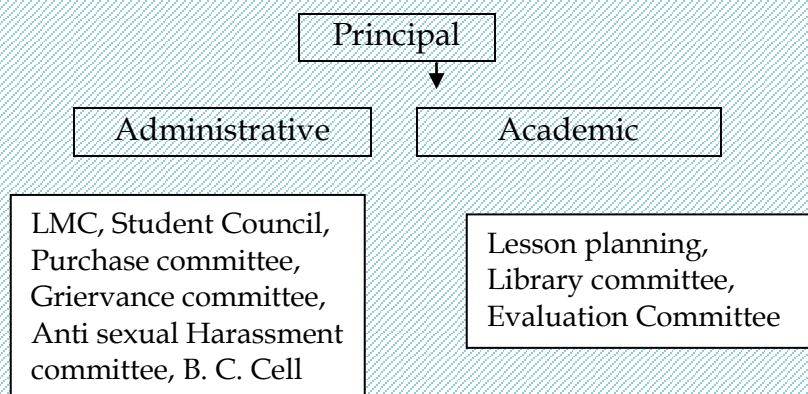 Principal
Administrative
Academic
LMC, Student Council,
Purchase committee,
Griervance committee,
Anti sexual Harassment
committee, B. C. Cell
Lesson planning,
Library committee,
Evaluation Committee